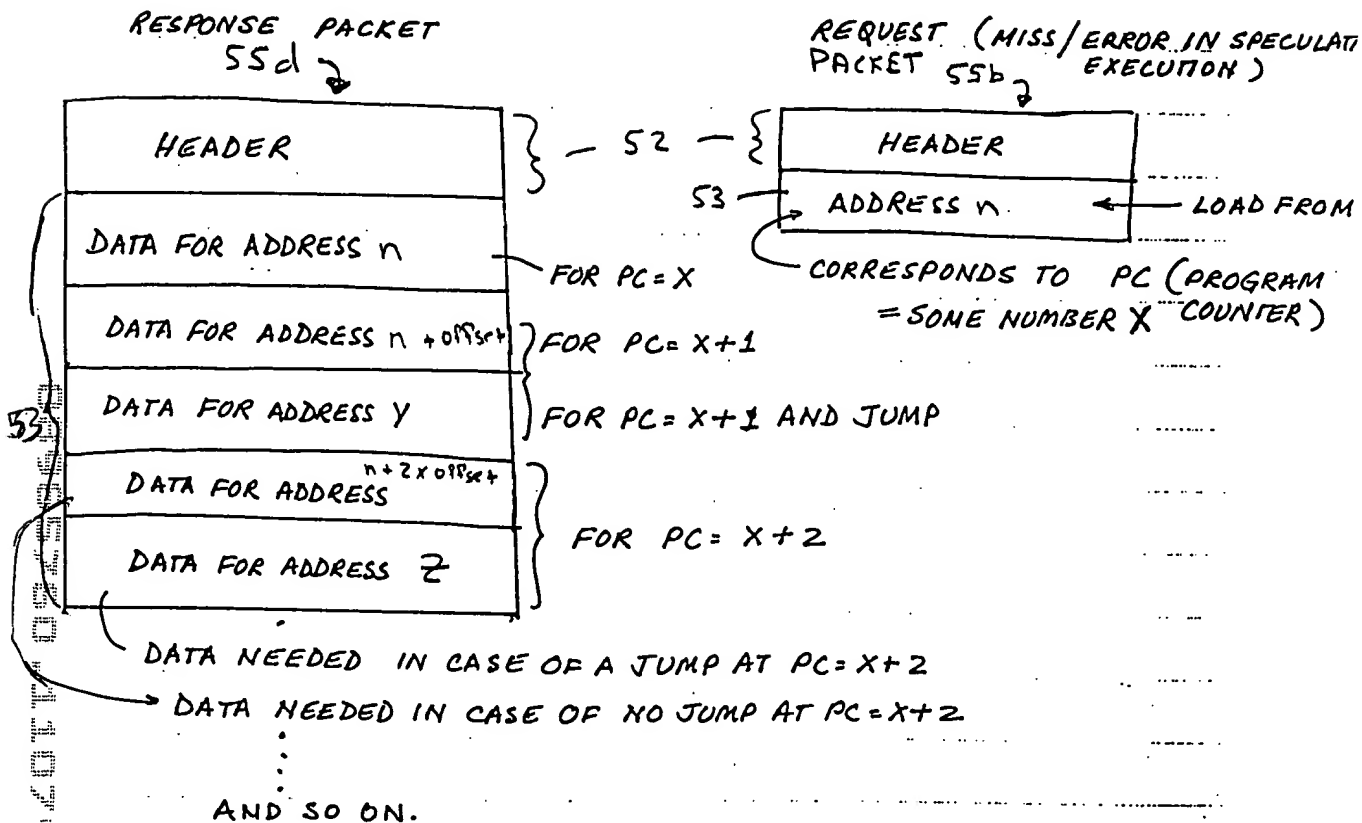 RESPONSE PACKET
55d
HEADER
52
DATA FOR ADDRESS n
FOR PC = X
DATA FOR ADDRESS n + offset
FOR PC = X+1
53
DATA FOR ADDRESS Y
FOR PC = X+1 AND JUMP
DATA FOR ADDRESS n + 2 x offset
FOR PC = X+2
DATA FOR ADDRESS Z
DATA NEEDED IN CASE OF A JUMP AT PC = X+2
DATA NEEDED IN CASE OF NO JUMP AT PC = X+2
AND SO ON.
REQUEST (MISS/ERROR IN SPECULATI
PACKET 55b EXECUTION)
HEADER
53
ADDRESS n.
LOAD FROM
CORRESPONDS TO PC (PROGRAM
= SOME NUMBER X COUNTER)